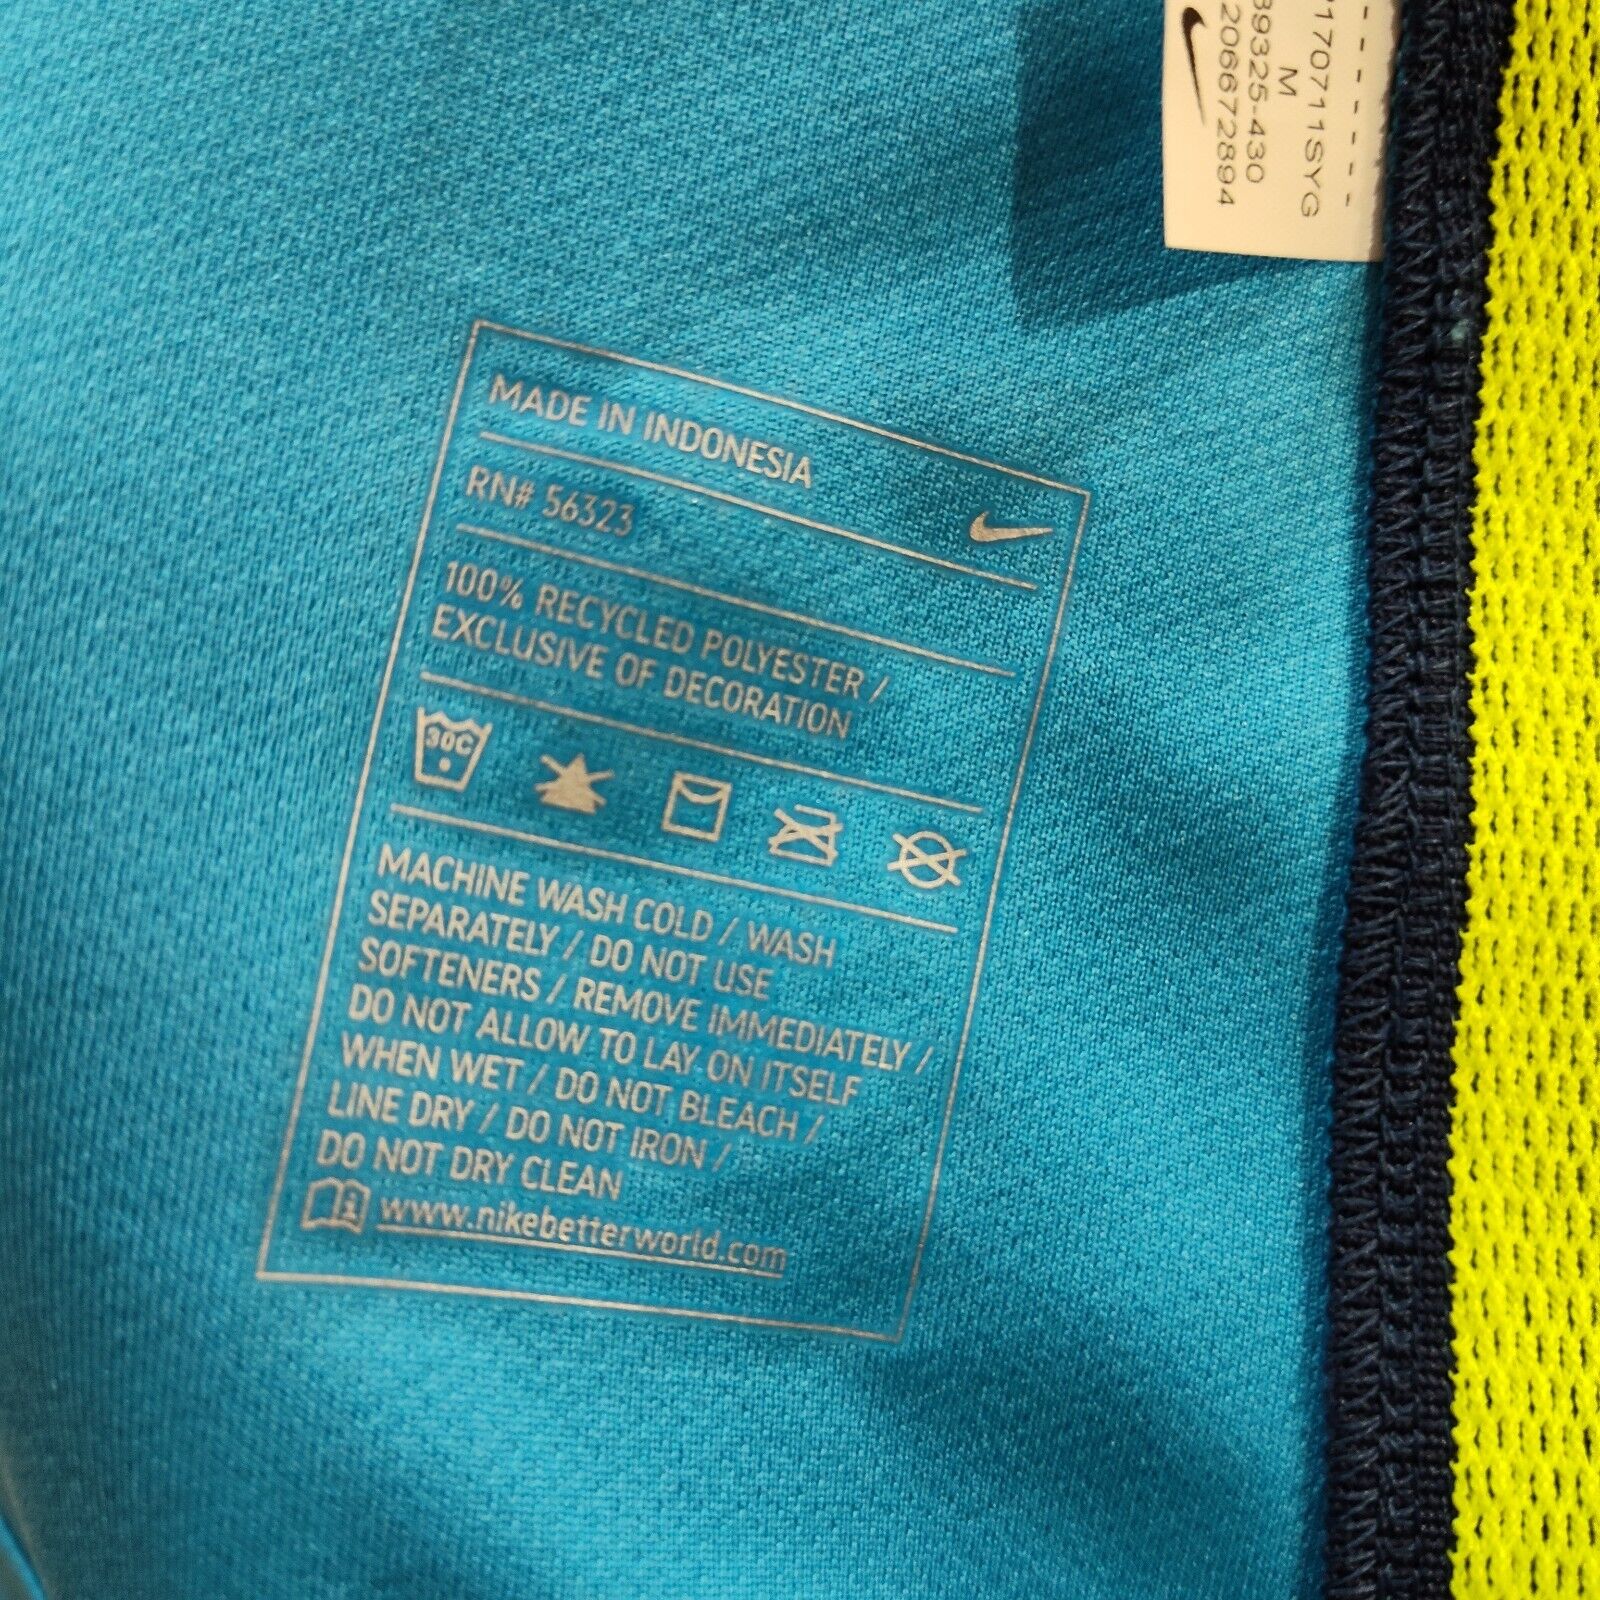 1170711SYG
39325-430
M
206672894
MADE IN INDONESIA
RN# 56323
100% RECYCLED POLYESTER /
EXCLUSIVE OF DECORATION
30C
MACHINE WASH COLD / WASH
SEPARATELY / DO NOT USE
SOFTENERS / REMOVE IMMEDIATELY /
DO NOT ALLOW TO LAY ON ITSELF
WHEN WET / DO NOT BLEACH /
LINE DRY / DO NOT IRON /
DO NOT DRY CLEAN
www.nikebetterworld.com